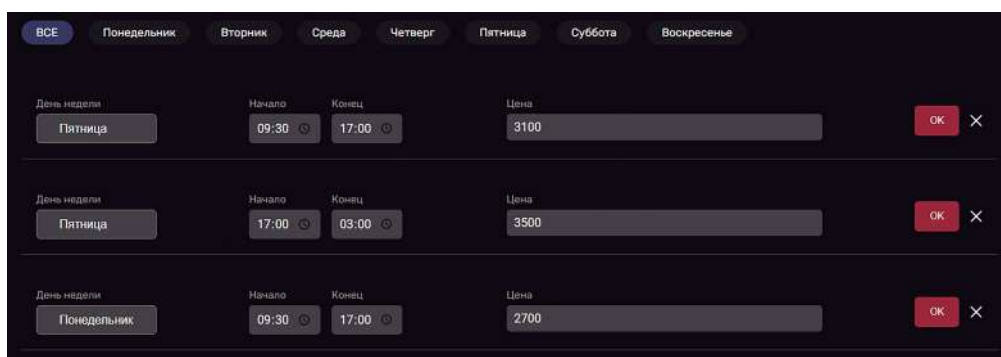 ВСЕ Понедельник Вторник Среда Четверг Пятница Суббота Воскресенье
День недели Начало Конец Цена
Пятница 09:30 17:00 3100 OK
День недели Начало Конец Цена
Пятница 17:00 03:00 3500 OK
День недели Начало Конец Цена
Понедельник 09:30 17:00 2700 OK